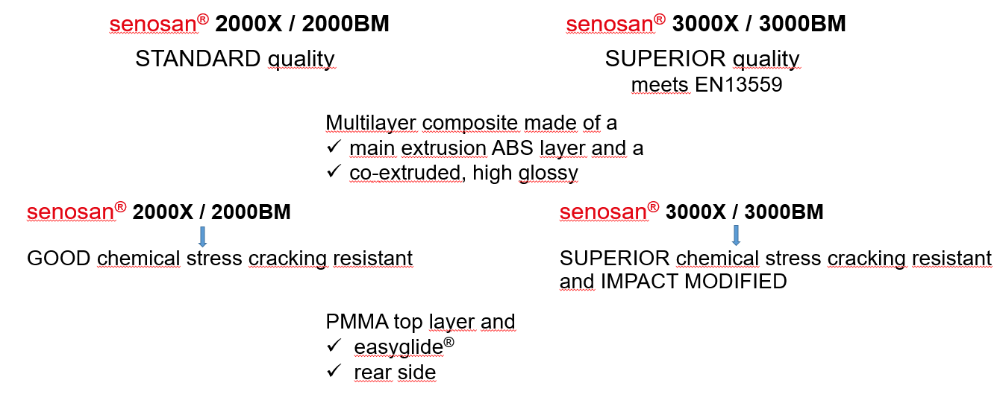 senosan® 2000X / 2000BM
STANDARD quality
senosan® 3000X / 3000BM
SUPERIOR quality
meets EN13559
Multilayer composite made of a
✓ main extrusion ABS layer and a
✓ co-extruded, high glossy
senosan® 2000X / 2000BM
GOOD chemical stress cracking resistant
senosan® 3000X / 3000BM
SUPERIOR chemical stress cracking resistant
and IMPACT MODIFIED
PMMA top layer and
✓ easyglide®
✓ rear side